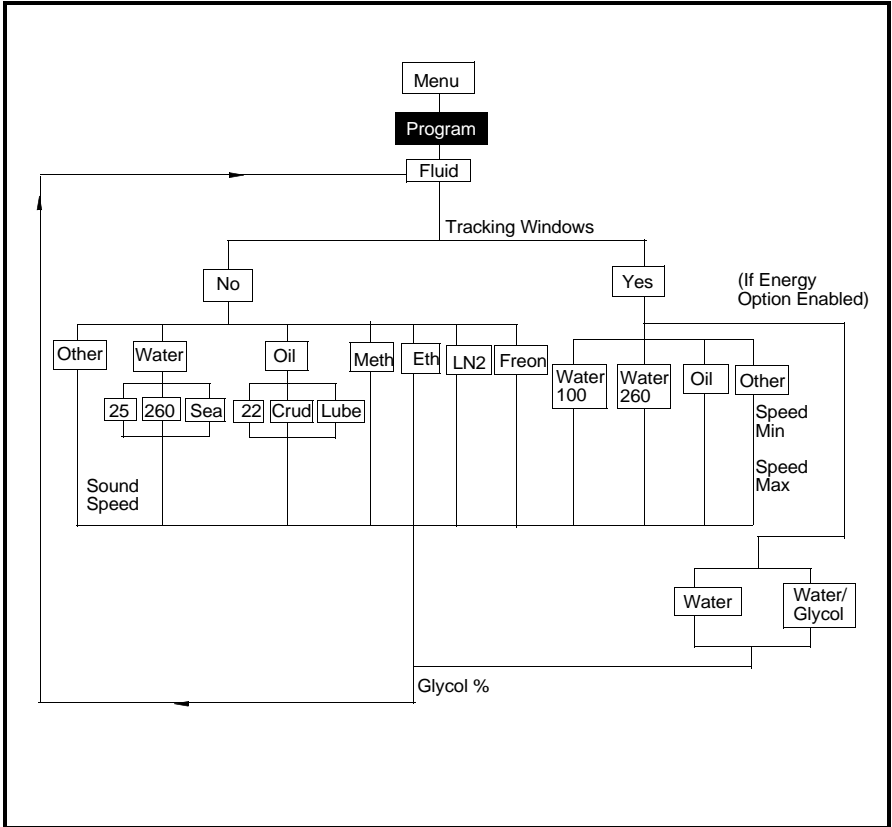 Menu
Program
Fluid
Tracking Windows
No
Yes
(If Energy
Option Enabled)
Other
Water
Oil
Meth
Eth
LN2
Freon
Water
100
Water
260
Oil
Other
25
260
Sea
22
Crud
Lube
Speed
Min
Speed
Max
Sound
Speed
Water
Water/
Glycol
Glycol %